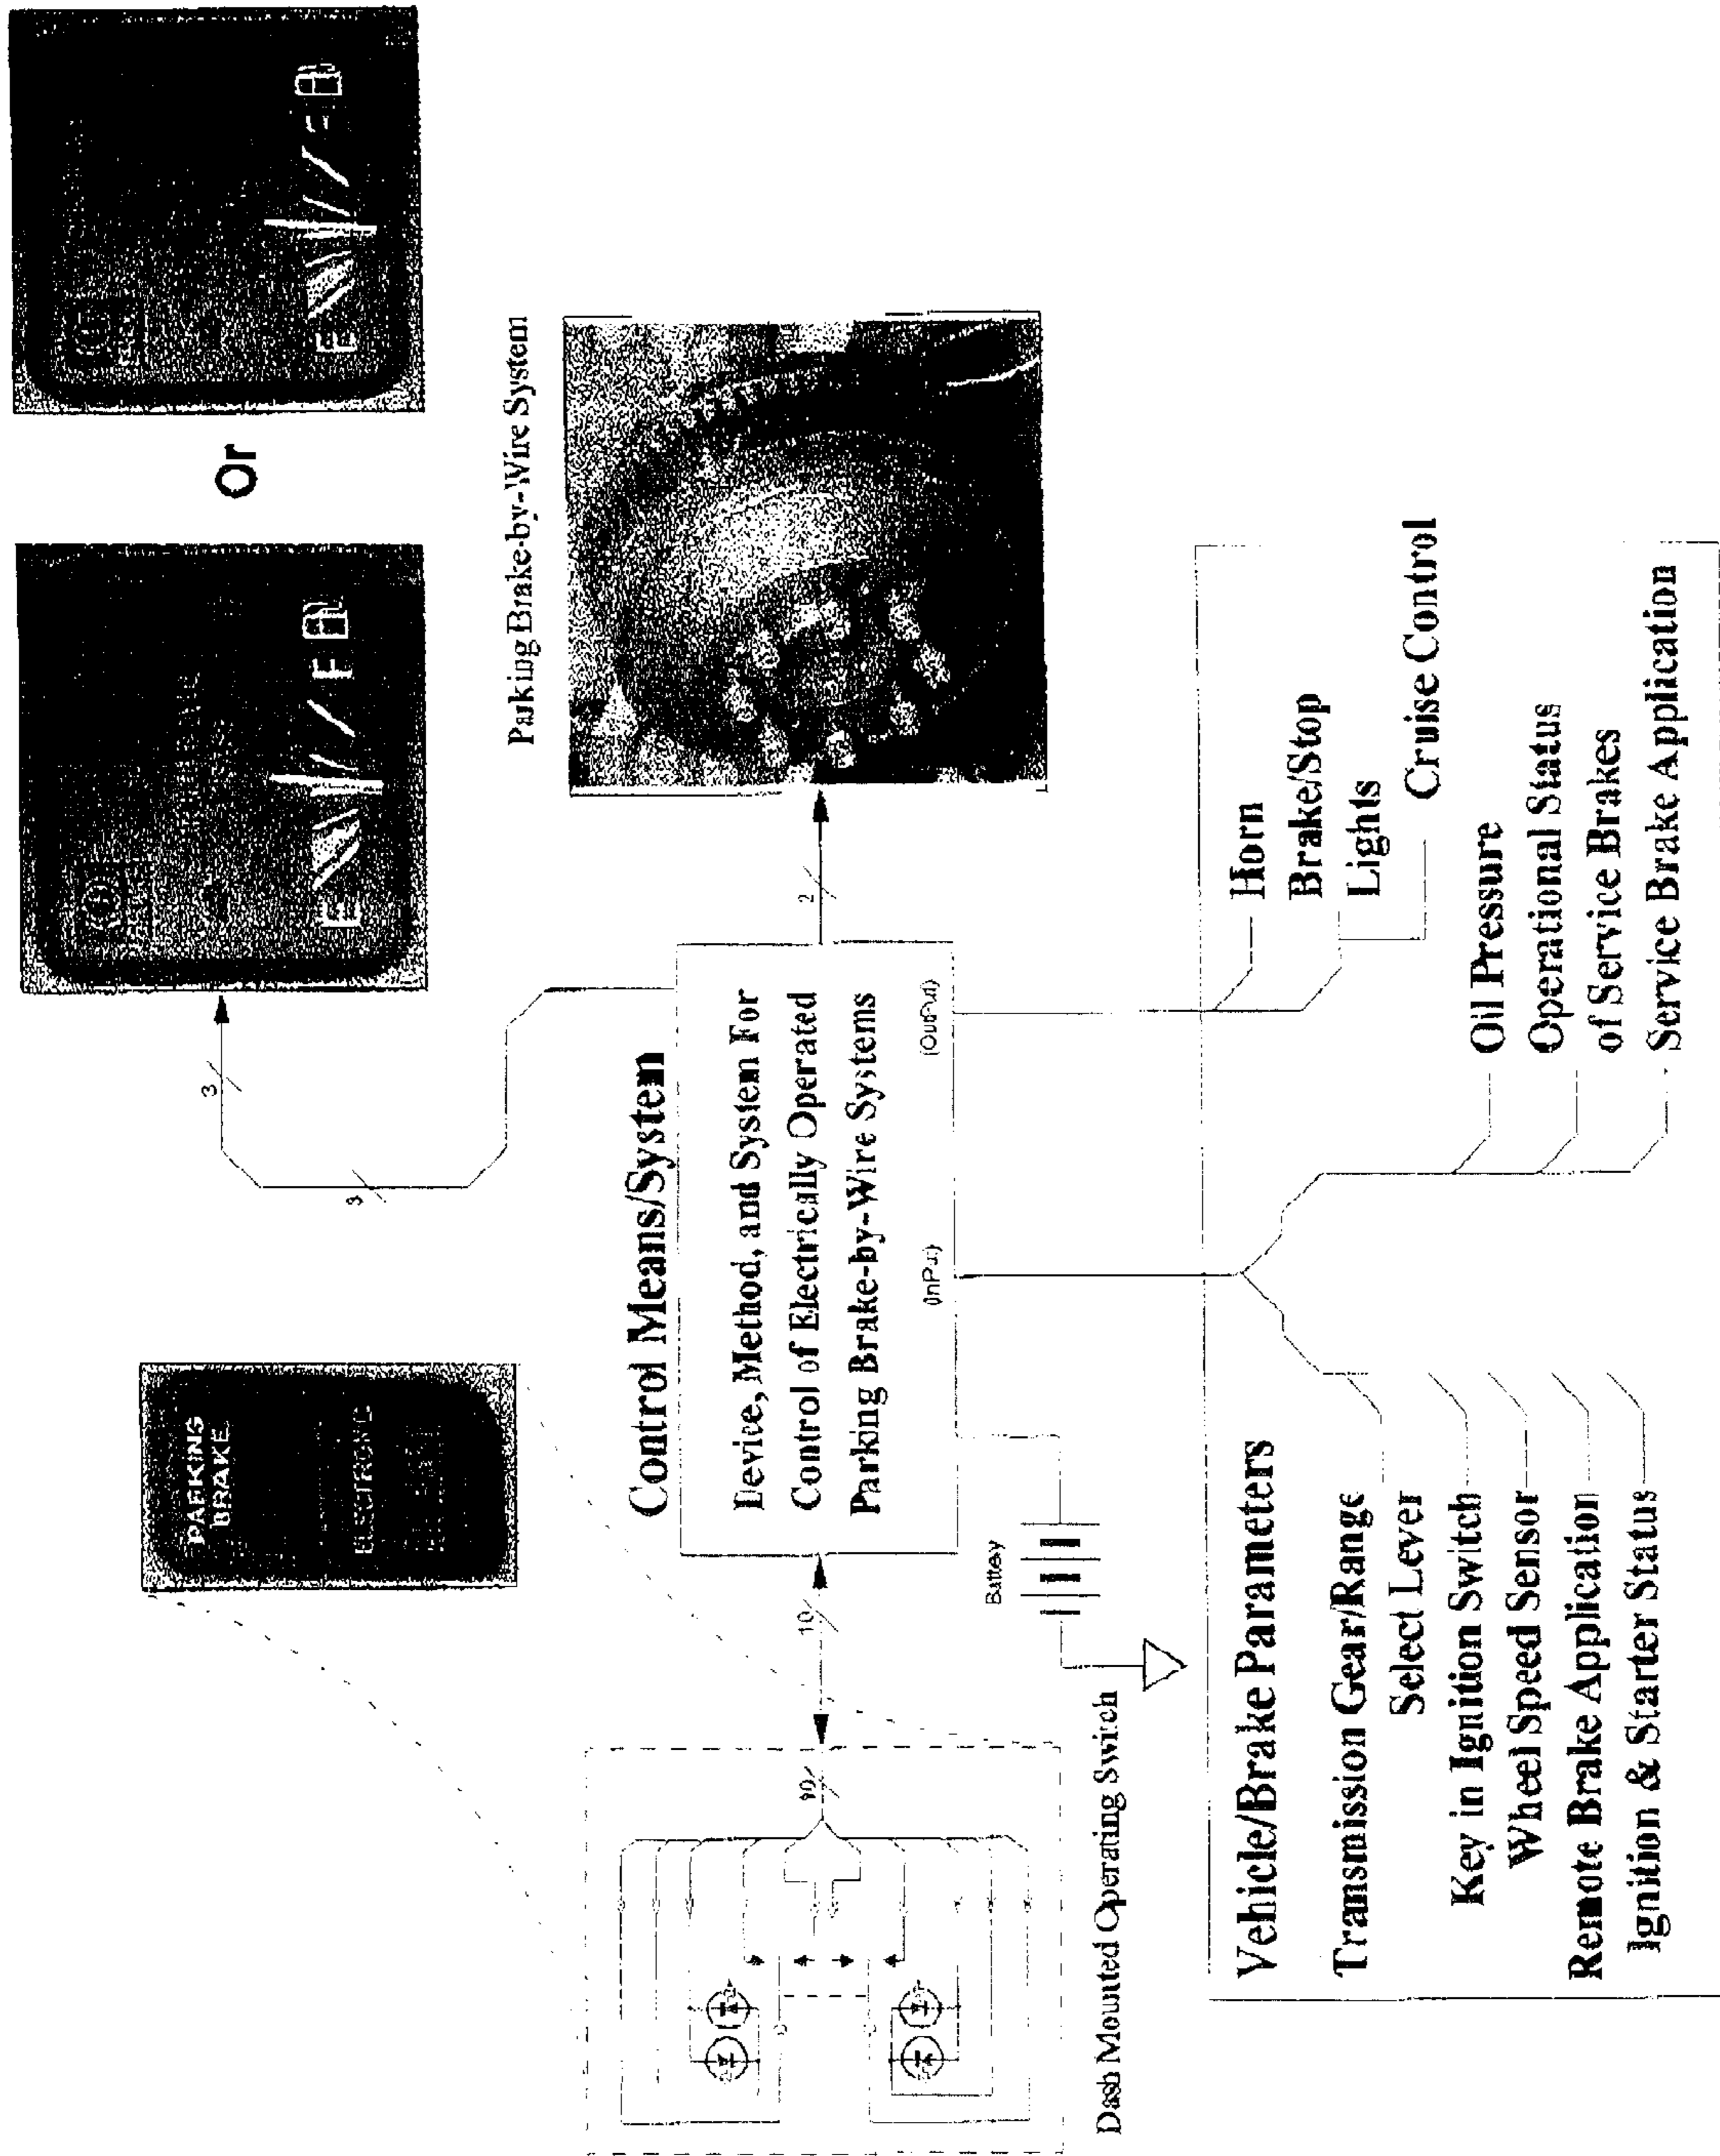 Or
Parking Brake-by-Wire System
3
3
PARKING
BRAKE
ELECTRONIC
Control Means/System
Device, Method, and System For
Control of Electrically Operated
Parking Brake-by-Wire Systems
(InPut)
(OutPut)
2
10
10
Battery
Dash Mounted Operating Switch
Vehicle/Brake Parameters
Transmission Gear/Range
Select Lever
Key in Ignition Switch
Wheel Speed Sensor
Remote Brake Application
Ignition & Starter Status
Horn
Brake/Stop
Lights
Cruise Control
Oil Pressure
Operational Status
of Service Brakes
Service Brake Application